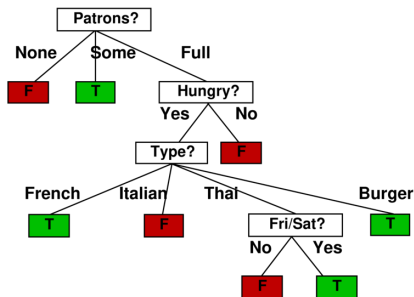 Patrons?
None Some Full
F T Hungry?
Yes No
Type? F
French Italian Thai Burger
T F Fri/Sat? T
No Yes
F T